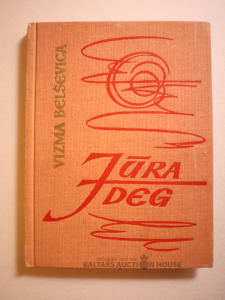 VIZMA BELŠEVICA
JŪRA
DEG
BALTARS AUCTION HOUSE